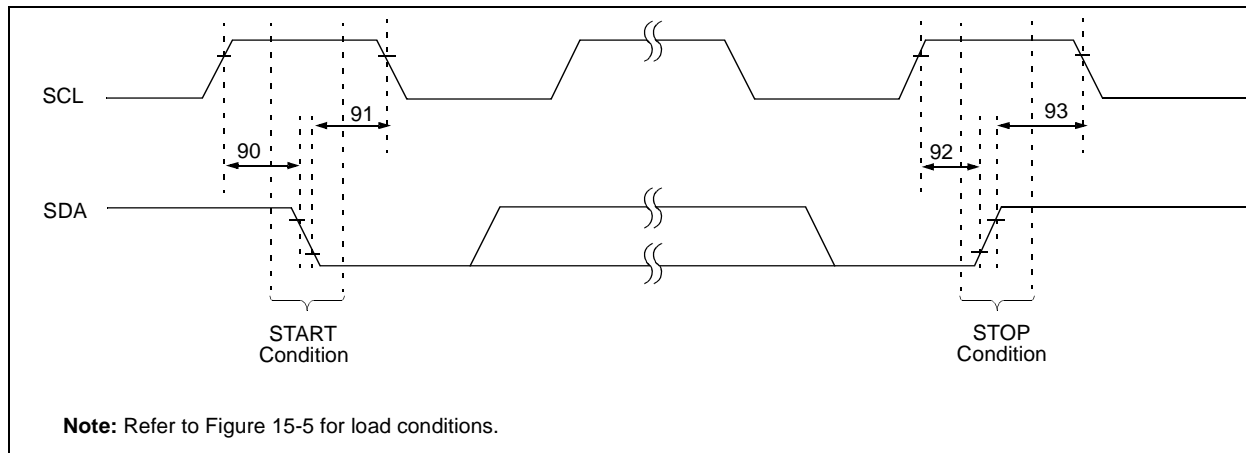 SCL
91
93
90
92
SDA
START
Condition
STOP
Condition
Note: Refer to Figure 15-5 for load conditions.